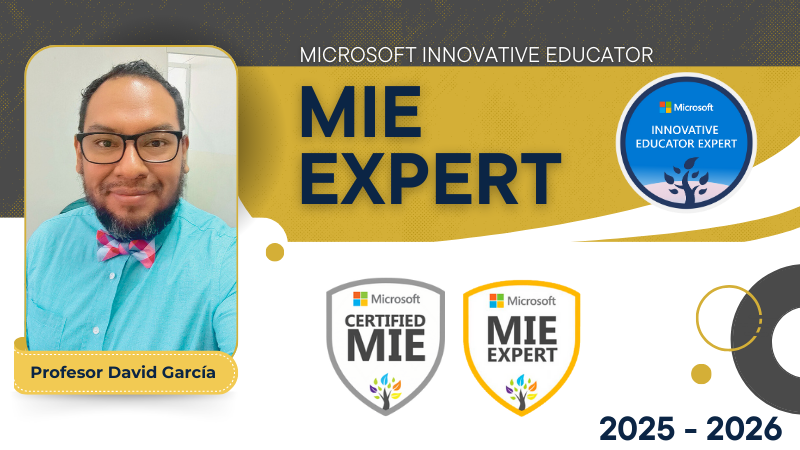 MICROSOFT INNOVATIVE EDUCATOR
MIE
EXPERT
Microsoft
INNOVATIVE
EDUCATOR EXPERT
Profesor David García
Microsoft
CERTIFIED
MIE
Microsoft
MIE
EXPERT
2025 - 2026